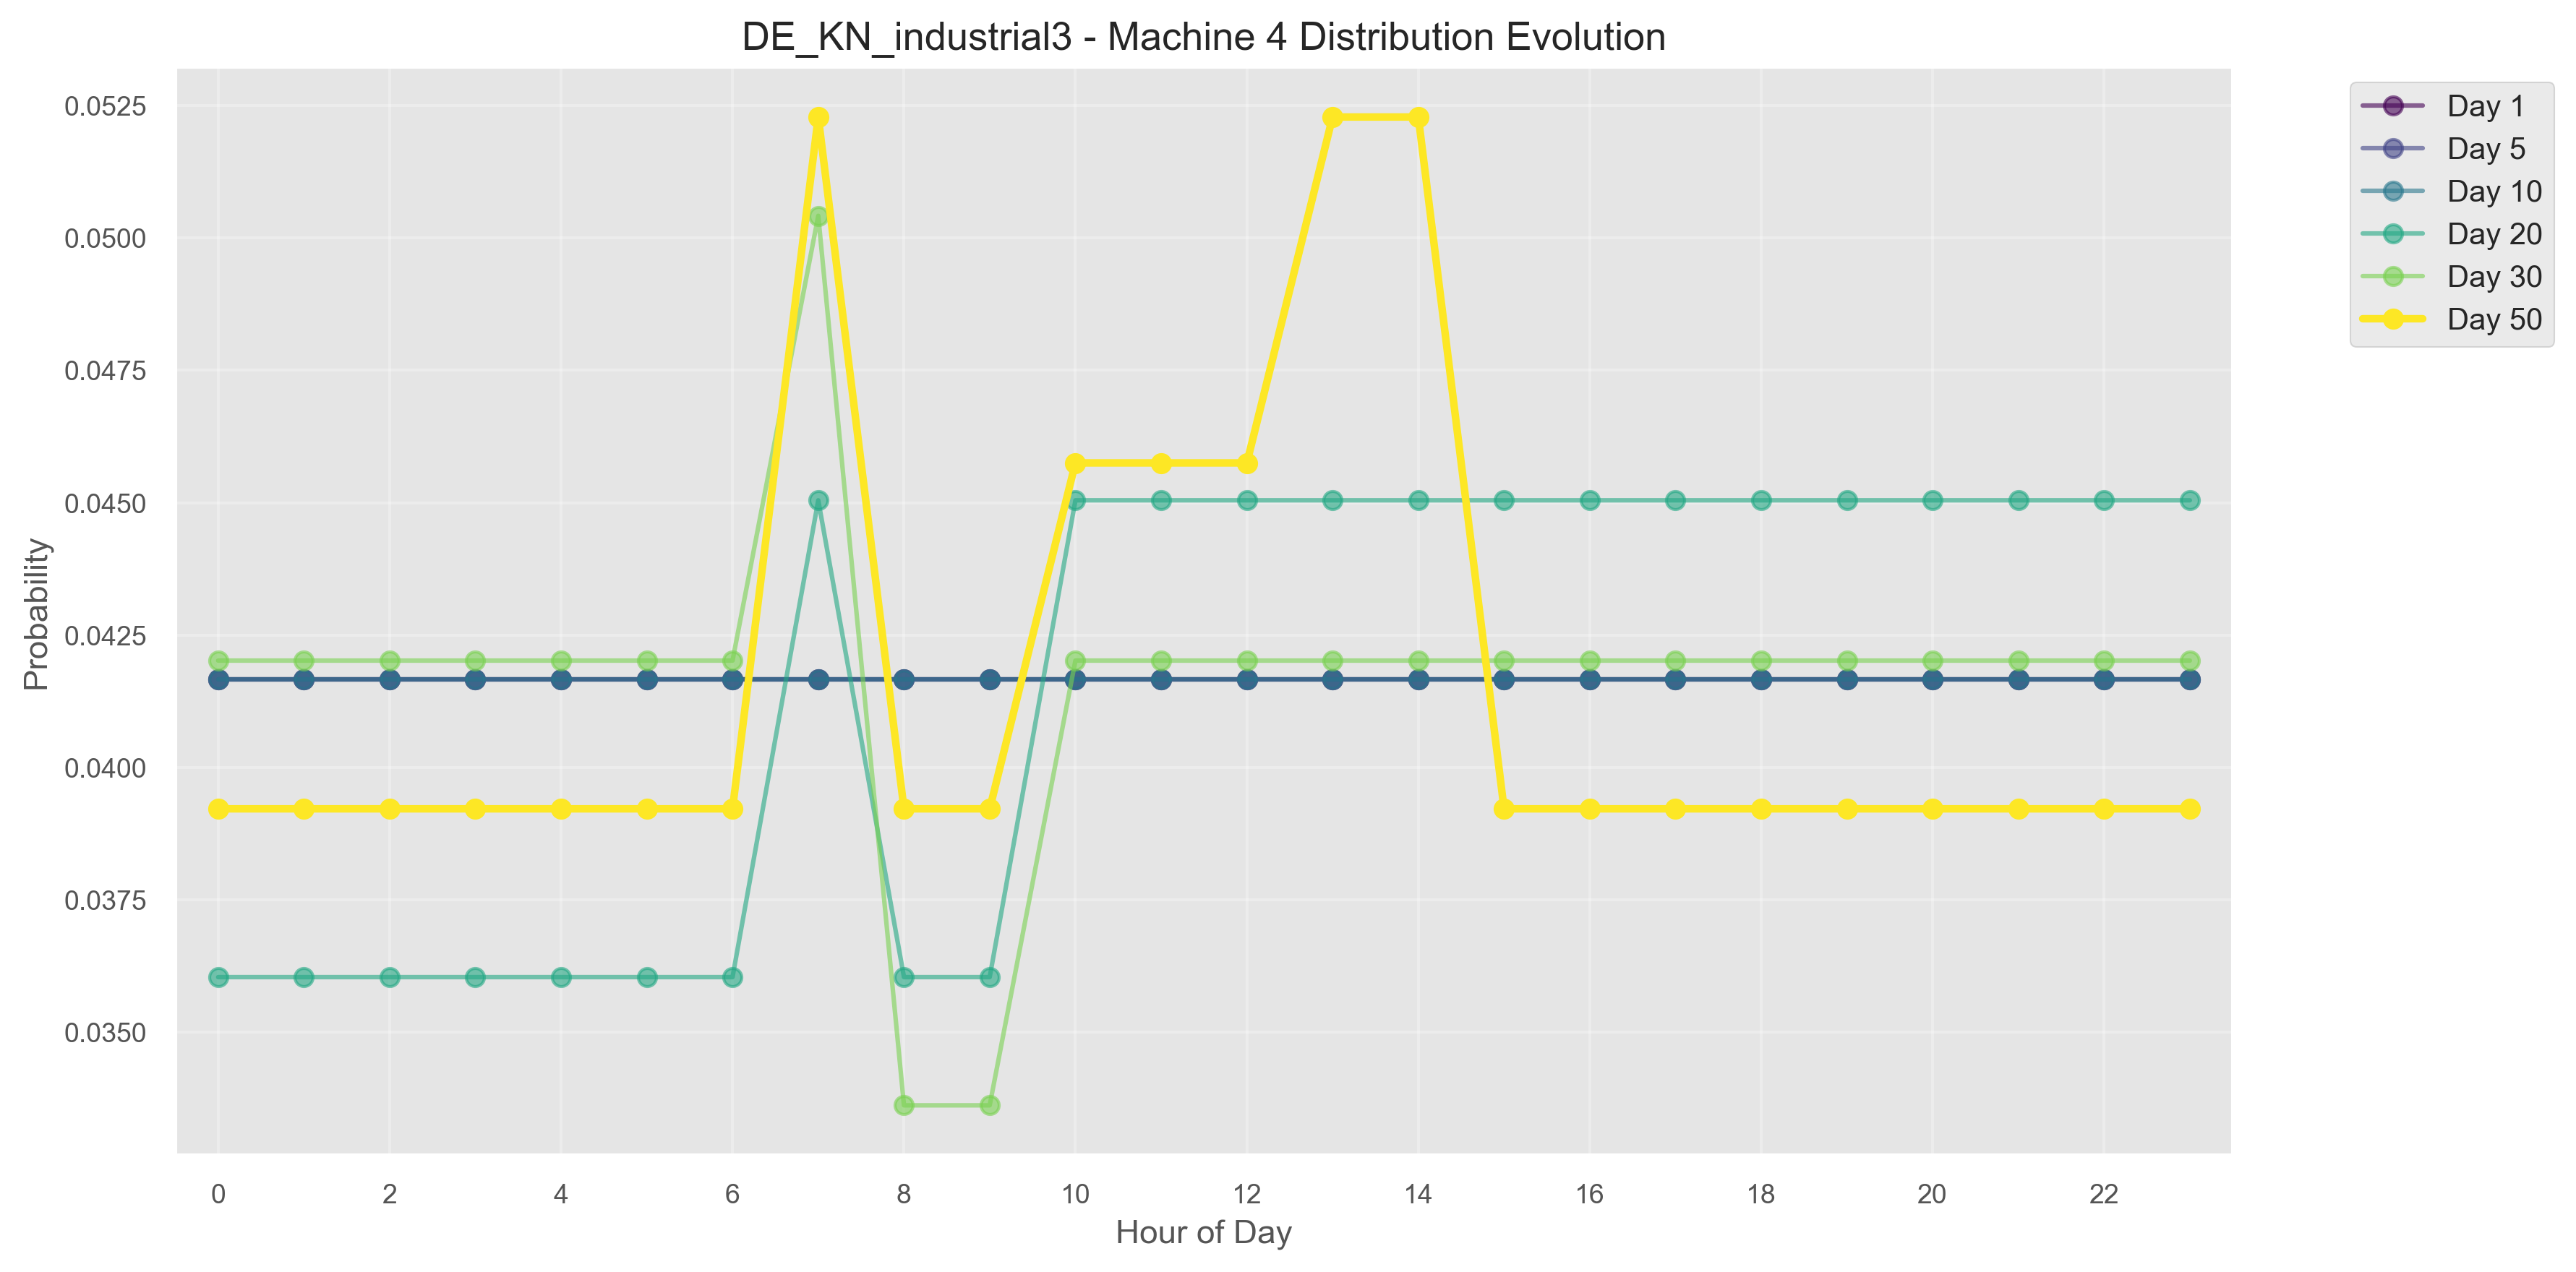 DE_KN_industrial3 - Machine 4 Distribution Evolution
0.0525
0.0500
0.0475
0.0450
0.0425
0.0400
0.0375
0.0350
Probability
0
2
4
6
8
10
12
14
16
18
20
22
Hour of Day
Day 1
Day 5
Day 10
Day 20
Day 30
Day 50